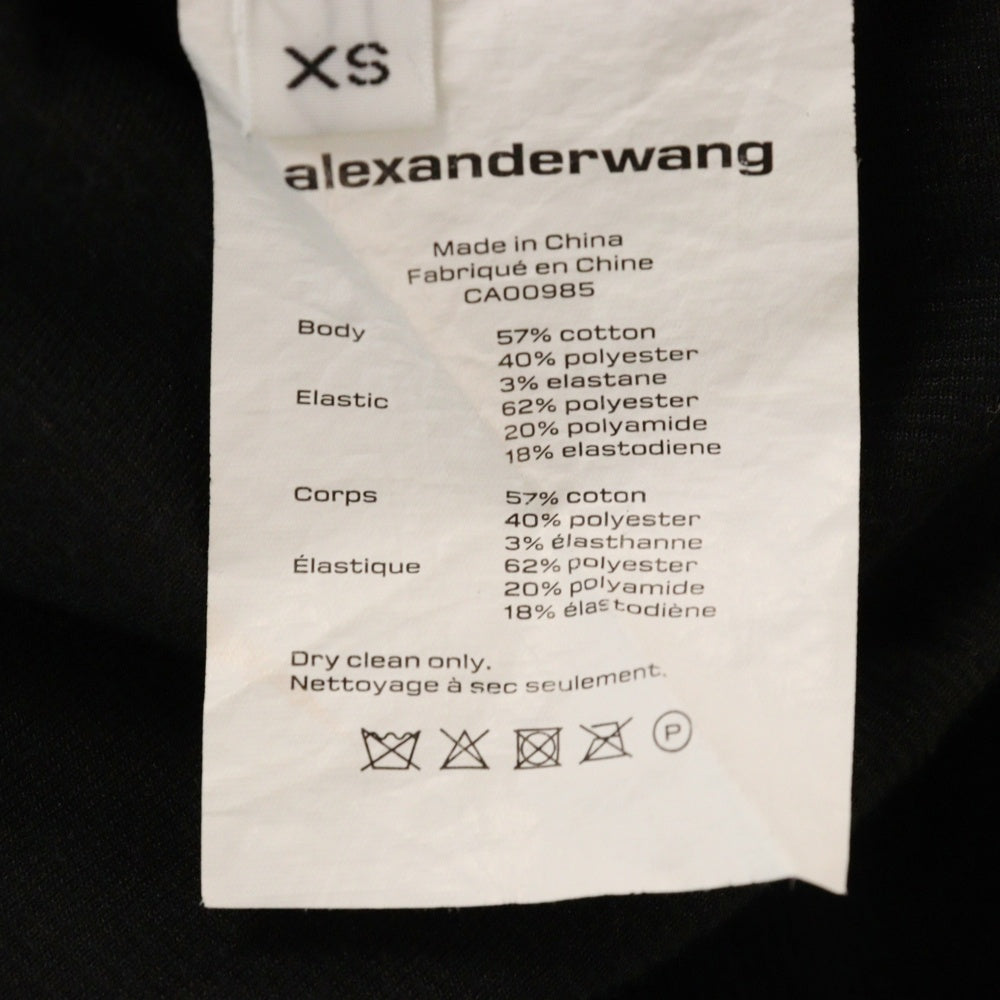 XS
alexanderwang
Made in China
Fabriqué en Chine
CA00985
Body 57% cotton
40% polyester
3% elastane
Elastic 62% polyester
20% polyamide
18% elastodiene
Corps 57% coton
40% polyester
3% élasthanne
Élastique 62% polyester
20% polyamide
18% élastodiène
Dry clean only.
Nettoyage à sec seulement.
P